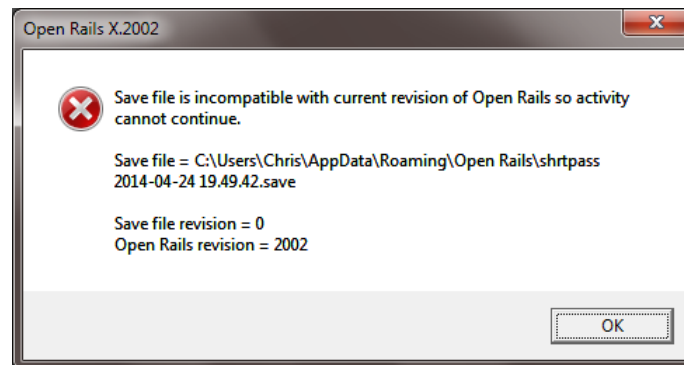 Open Rails X.2002
Save file is incompatible with current revision of Open Rails so activity
cannot continue.
Save file = C:\Users\Chris\AppData\Roaming\Open Rails\shrtpass
2014-04-24 19.49.42.save
Save file revision = 0
Open Rails revision = 2002
OK